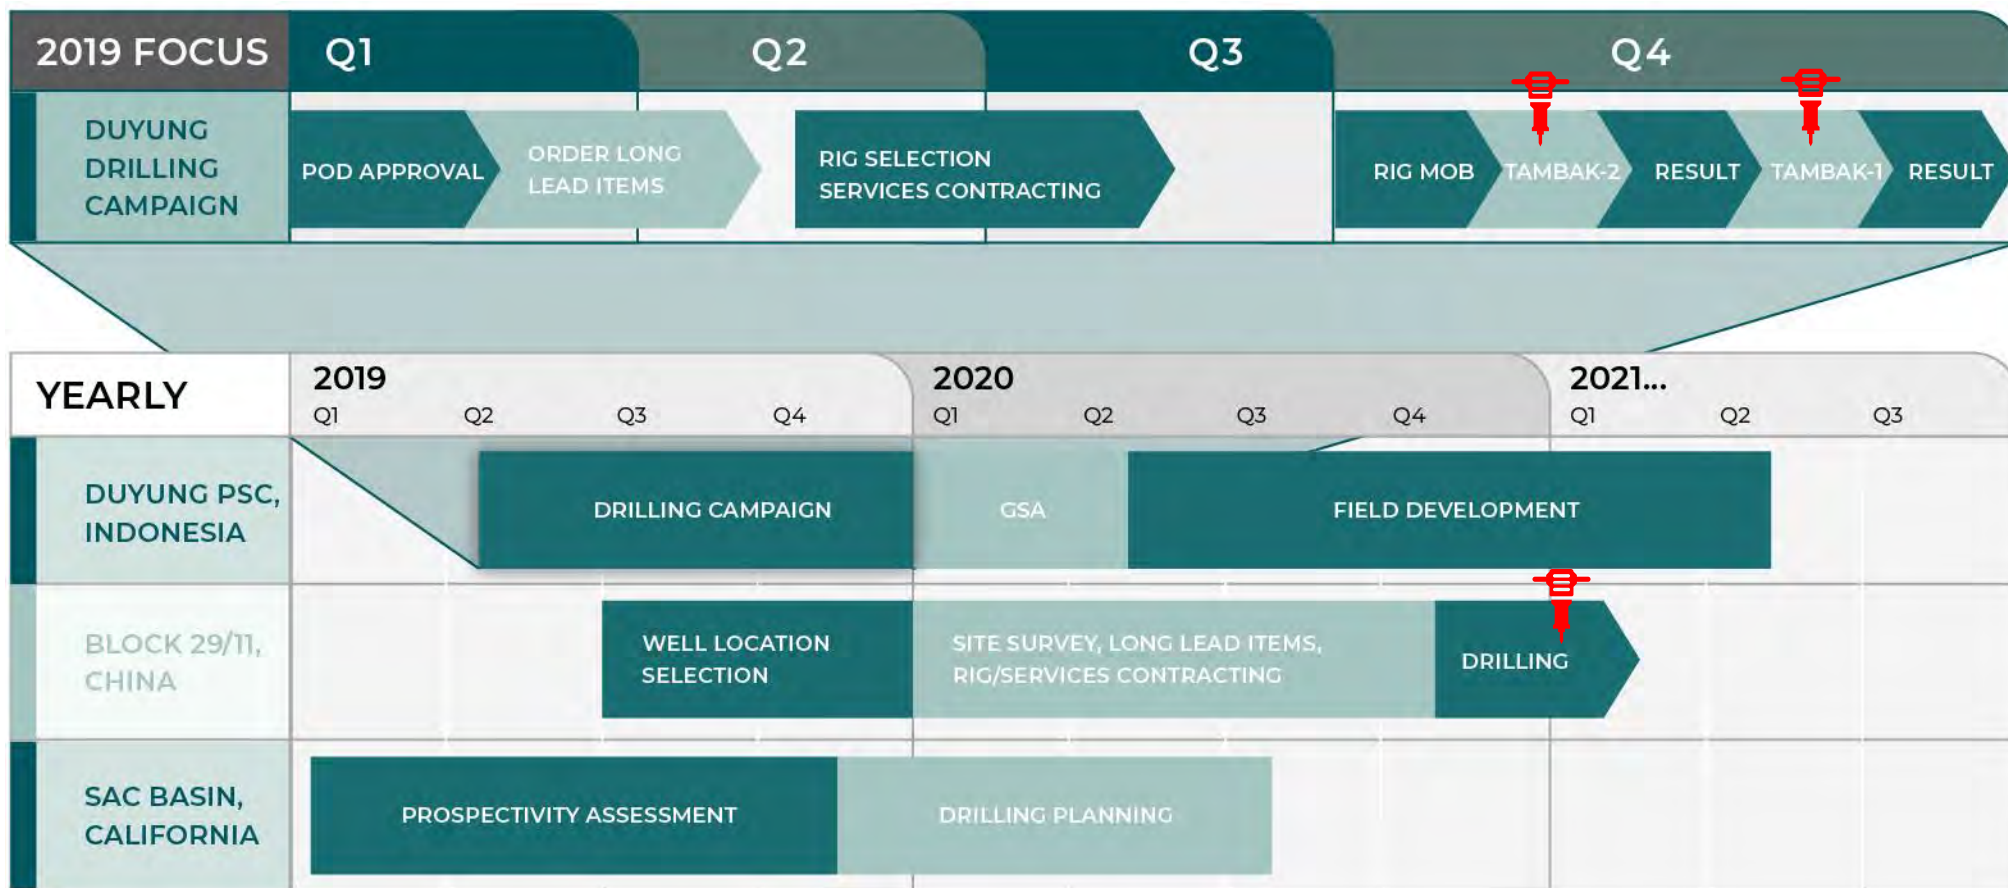 2019 FOCUS
Q1
Q2
Q3
Q4
DUYUNG
DRILLING
CAMPAIGN
POD APPROVAL
ORDER LONG
LEAD ITEMS
RIG SELECTION
SERVICES CONTRACTING
RIG MOB
TAMBAK-2
RESULT
TAMBAK-1
RESULT
YEARLY
2019
Q1
Q2
Q3
Q4
2020
Q1
Q2
Q3
Q4
2021...
Q1
Q2
Q3
DUYUNG PSC,
INDONESIA
DRILLING CAMPAIGN
GSA
FIELD DEVELOPMENT
BLOCK 29/11,
CHINA
WELL LOCATION
SELECTION
SITE SURVEY, LONG LEAD ITEMS,
RIG/SERVICES CONTRACTING
DRILLING
SAC BASIN,
CALIFORNIA
PROSPECTIVITY ASSESSMENT
DRILLING PLANNING